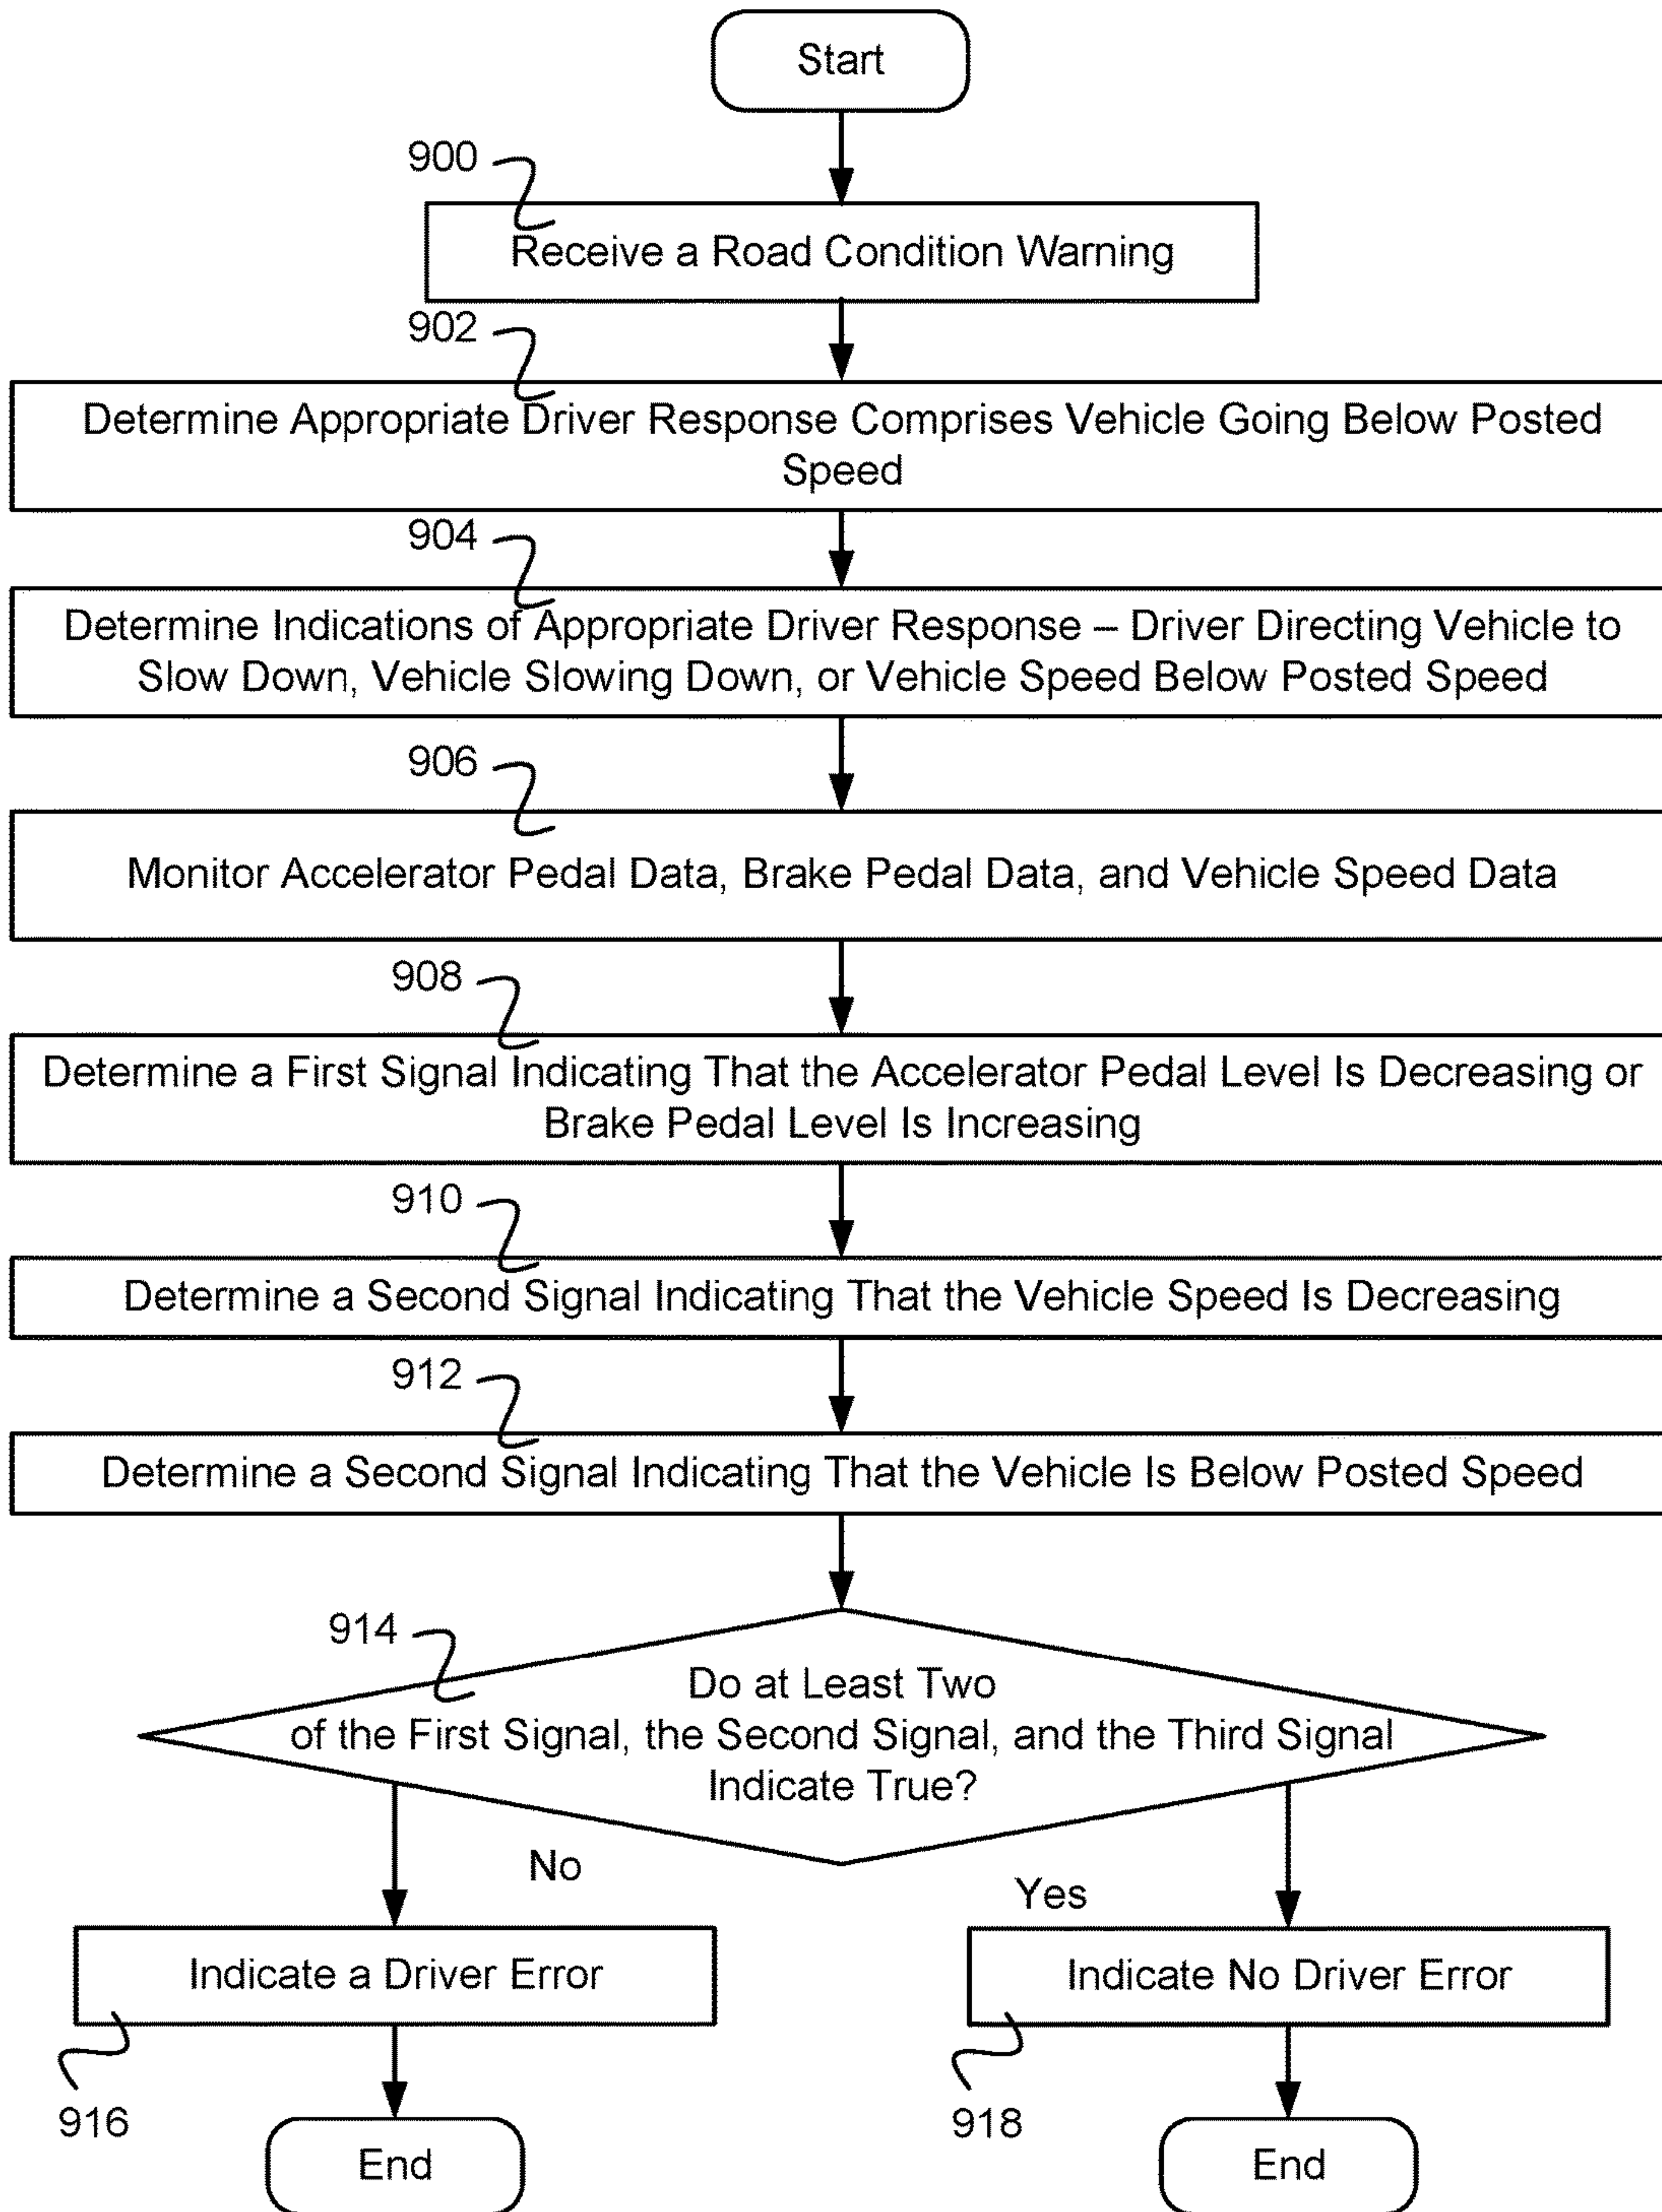 Start
900
Receive a Road Condition Warning
902
Determine Appropriate Driver Response Comprises Vehicle Going Below Posted
Speed
904
Determine Indications of Appropriate Driver Response – Driver Directing Vehicle to
Slow Down, Vehicle Slowing Down, or Vehicle Speed Below Posted Speed
906
Monitor Accelerator Pedal Data, Brake Pedal Data, and Vehicle Speed Data
908
Determine a First Signal Indicating That the Accelerator Pedal Level Is Decreasing or
Brake Pedal Level Is Increasing
910
Determine a Second Signal Indicating That the Vehicle Speed Is Decreasing
912
Determine a Second Signal Indicating That the Vehicle Is Below Posted Speed
914
Do at Least Two
of the First Signal, the Second Signal, and the Third Signal
Indicate True?
No
Yes
Indicate a Driver Error
Indicate No Driver Error
916
918
End
End